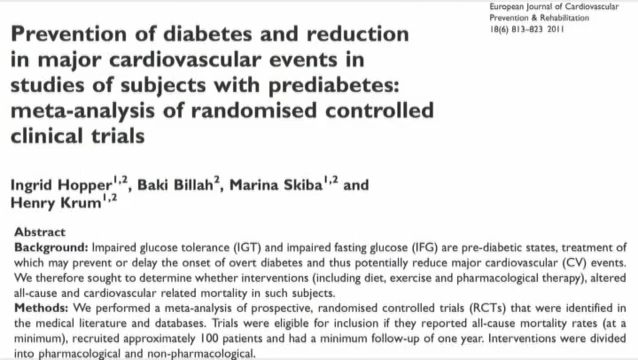 European Journal of Cardiovascular
Prevention & Rehabilitation
18(6) 813–823 2011
Prevention of diabetes and reduction
in major cardiovascular events in
studies of subjects with prediabetes:
meta-analysis of randomised controlled
clinical trials
Ingrid Hopper1,2, Baki Billah2, Marina Skiba1,2 and
Henry Krum1,2
Abstract
Background: Impaired glucose tolerance (IGT) and impaired fasting glucose (IFG) are pre-diabetic states, treatment of
which may prevent or delay the onset of overt diabetes and thus potentially reduce major cardiovascular (CV) events.
We therefore sought to determine whether interventions (including diet, exercise and pharmacological therapy), altered
all-cause and cardiovascular related mortality in such subjects.
Methods: We performed a meta-analysis of prospective, randomised controlled trials (RCTs) that were identified in
the medical literature and databases. Trials were eligible for inclusion if they reported all-cause mortality rates (at a
minimum), recruited approximately 100 patients and had a minimum follow-up of one year. Interventions were divided
into pharmacological and non-pharmacological.